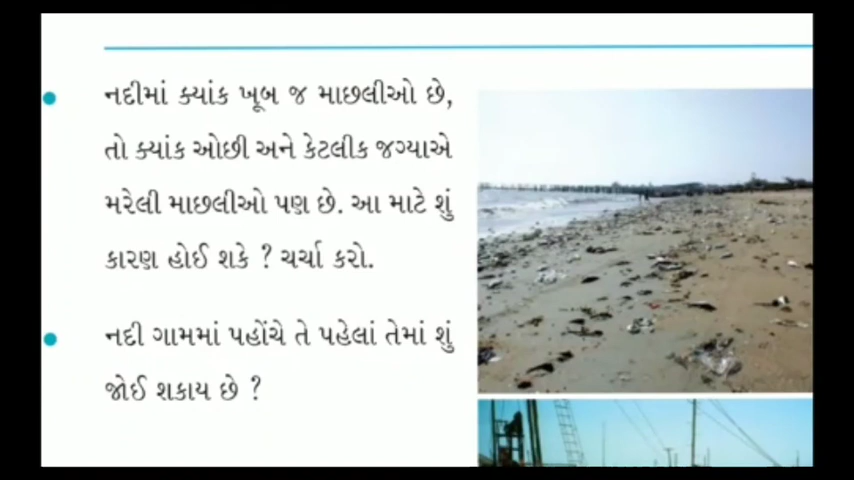 નદીમાં ક્યાંક ખૂબ જ માછલીઓ છે,
તો ક્યાંક ઓછી અને કેટલીક જગ્યાએ
મરેલી માછલીઓ પણ છે. આ માટે શું
કારણ હોઈ શકે ? ચર્ચા કરો.
નદી ગામમાં પહોંચે તે પહેલાં તેમાં શું
જોઈ શકાય છે ?